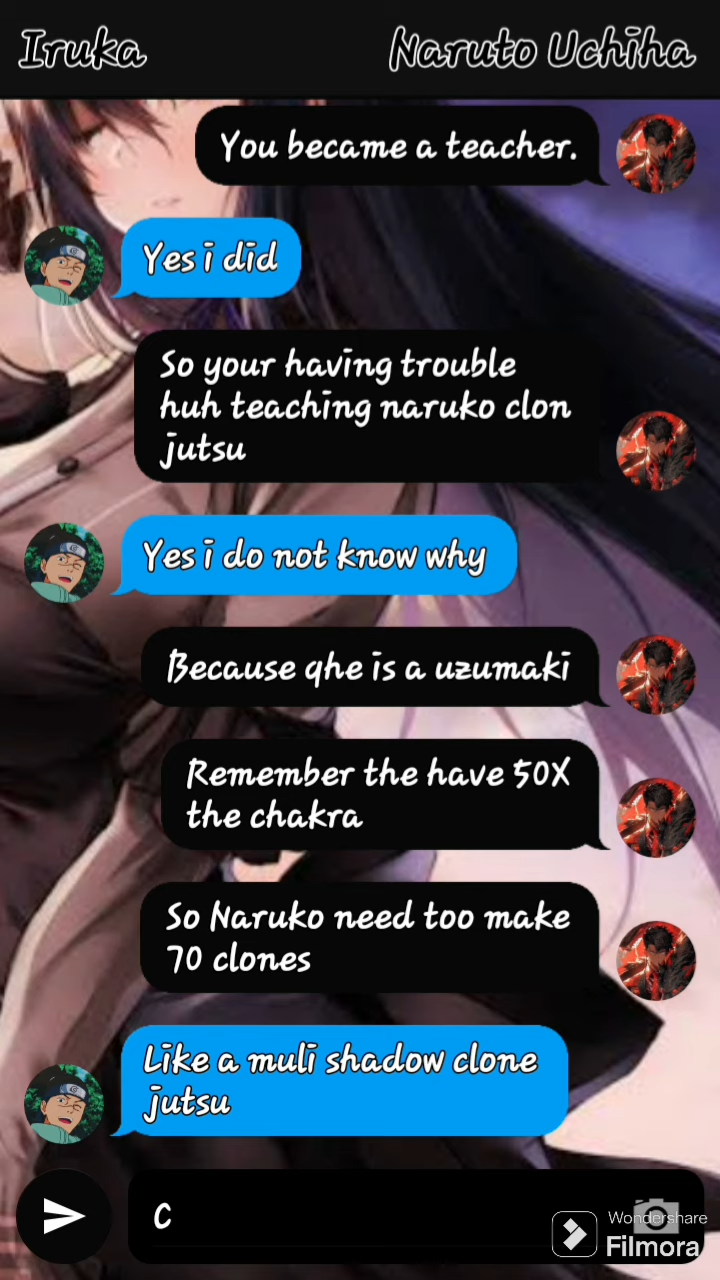 Iruka
Naruto Uchiha
You became a teacher.
Yes i did
So your having trouble
huh teaching naruko clon
jutsu
Yes i do not know why
Because qhe is a uzumaki
Remember the have 50X
the chakra
So Naruko need too make
70 clones
Like a muli shadow clone
jutsu
C
Wondershare
Filmora